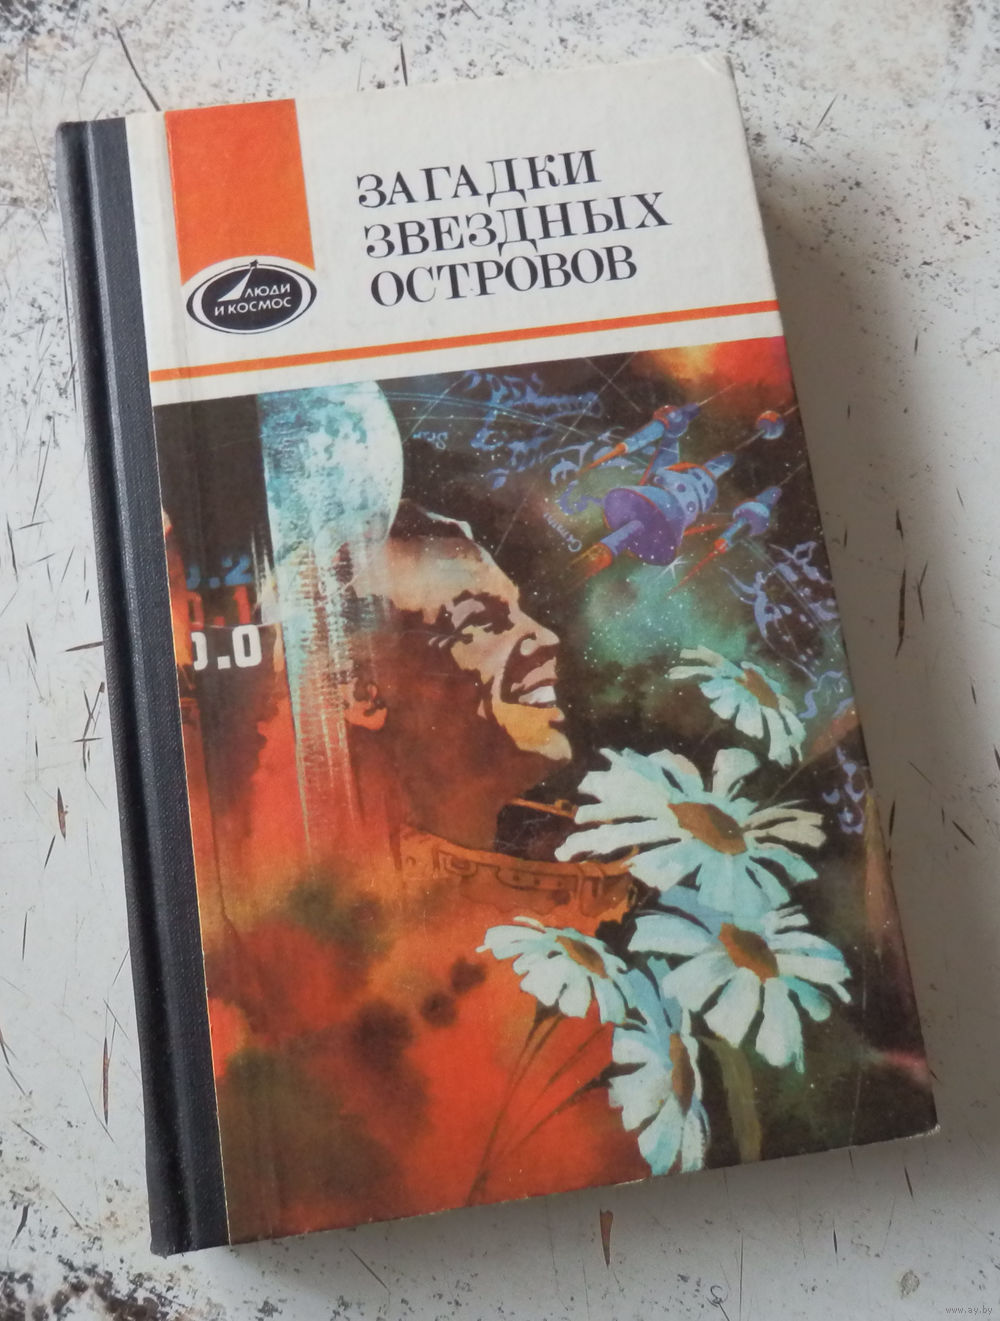 ЗАГАДКИ
ЗВЕЗДНЫХ
ОСТРОВОВ
ЛЮДИ
И КОСМОС
0.0
www.ay.by